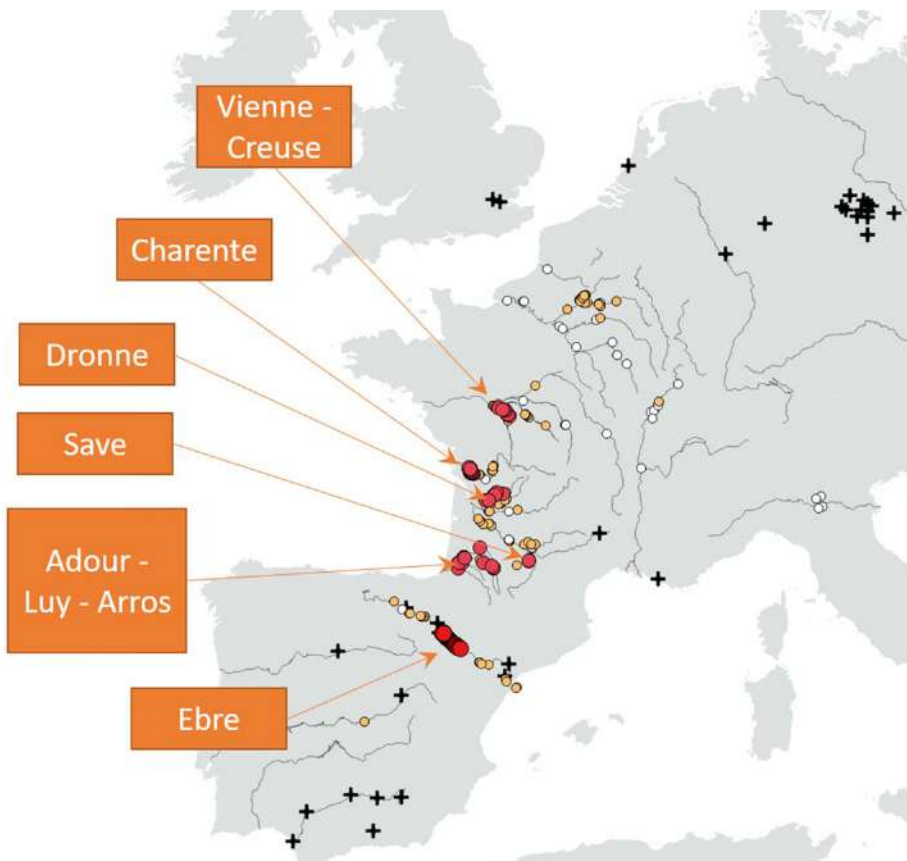 Vienne -
Creuse
Charente
Dronne
Save
Adour -
Luy - Arros
Ebre